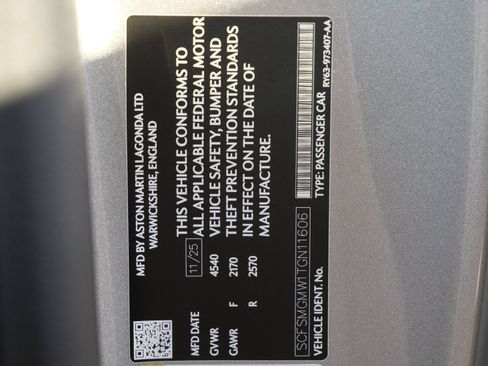 MFD BY ASTON MARTIN LAGONDA LTD
WARWICKSHIRE, ENGLAND
THIS VEHICLE CONFORMS TO
ALL APPLICABLE FEDERAL MOTOR
VEHICLE SAFETY, BUMPER AND
THEFT PREVENTION STANDARDS
IN EFFECT ON THE DATE OF
MANUFACTURE.
MFD DATE 11/25
GVWR 4540
GAWR F 2170
R 2570
SCFSMGMW1TGN11606
VEHICLE IDENT. No. TYPE: PASSENGER CAR
RY63-973407-AA